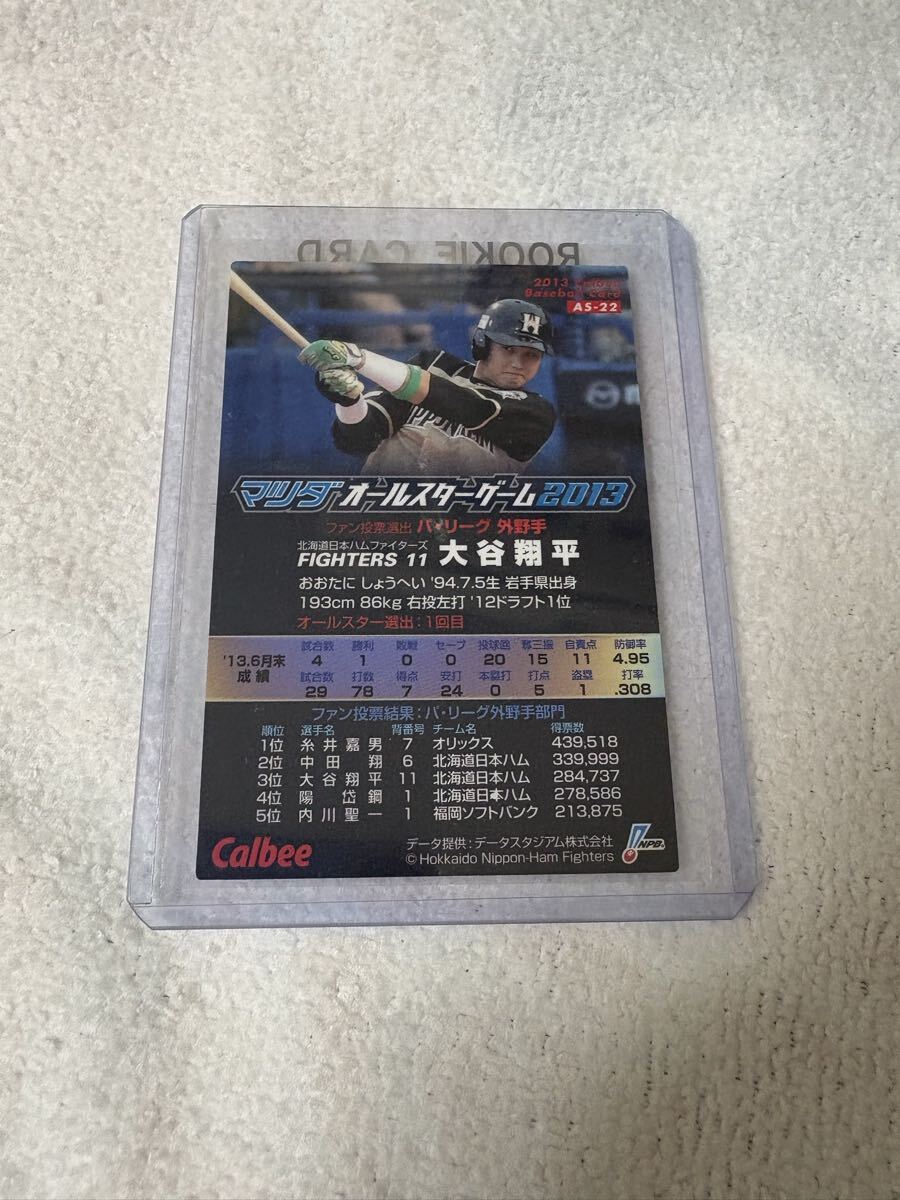 ROOKIE CARD
2013 Calbee
Baseball Card
AS-22
マツダオールスターゲーム2013
ファン投票選出 パ・リーグ 外野手
北海道日本ハムファイターズ
FIGHTERS 11 大谷翔平
おおたに しょうへい '94.7.5生 岩手県出身
193cm 86kg 右投左打 '12ドラフト1位
オールスター選出：1回目
'13.6月末成績
試合数 勝利 敗戦 セーブ 投球回 奪三振 自責点 防御率
4 1 0 0 20 15 11 4.95
試合数 打数 得点 安打 本塁打 打点 盗塁 打率
29 78 7 24 0 5 1 .308
ファン投票結果：パ・リーグ外野手部門
順位 選手名 背番号 チーム名 得票数
1位 糸井嘉男 7 オリックス 439,518
2位 中田翔 6 北海道日本ハム 339,999
3位 大谷翔平 11 北海道日本ハム 284,737
4位 陽岱鋼 1 北海道日本ハム 278,586
5位 内川聖一 1 福岡ソフトバンク 213,875
Calbee
データ提供：データスタジアム株式会社
© Hokkaido Nippon-Ham Fighters
NPB